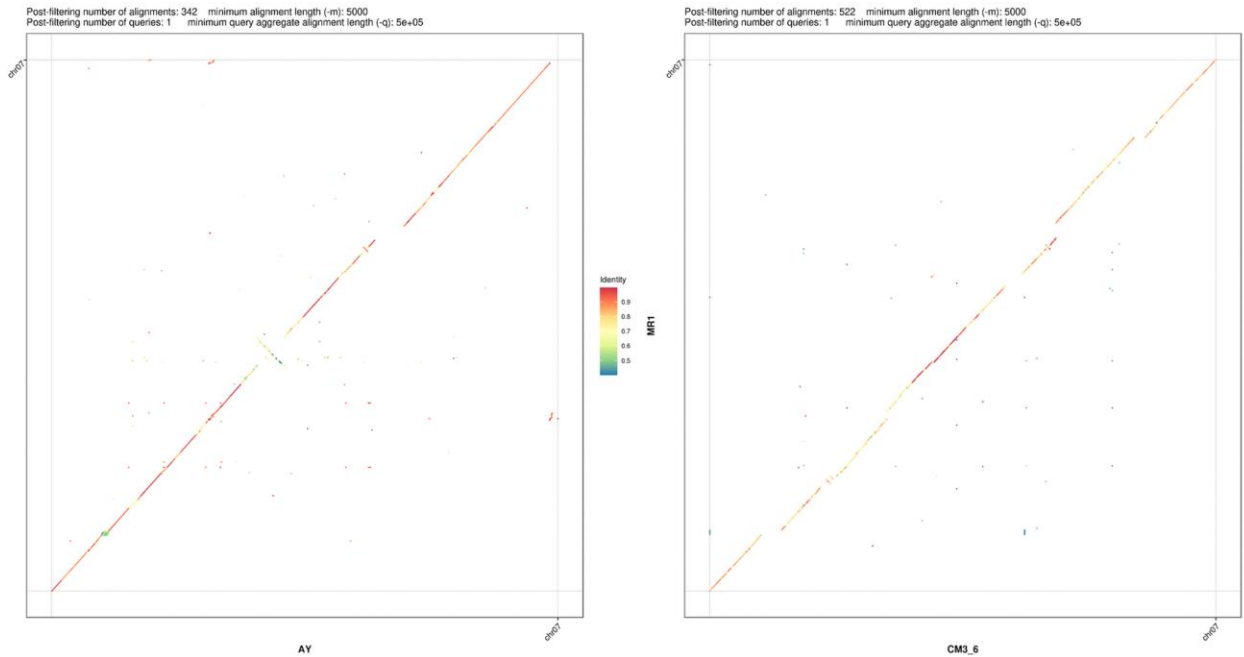 Post-filtering number of alignments: 342 minimum alignment length (-m): 5000
Post-filtering number of queries: 1 minimum query aggregate alignment length (-q): 5e+05
chr07
chr07
AY
Identity
0.9
0.8
0.7
0.6
0.5
Post-filtering number of alignments: 522 minimum alignment length (-m): 5000
Post-filtering number of queries: 1 minimum query aggregate alignment length (-q): 5e+05
chr07
MR1
chr07
CM3_6